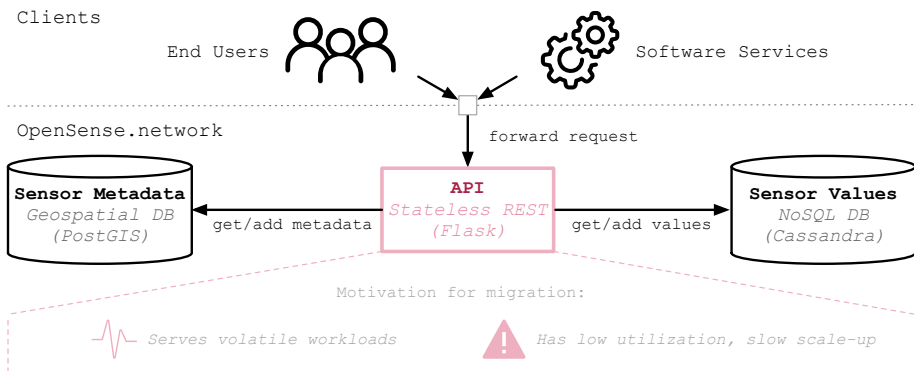 Clients
End Users
Software Services
OpenSense.network
forward request
Sensor Metadata
Geospatial DB
(PostGIS)
get/add metadata
API
Stateless REST
(Flask)
get/add values
Sensor Values
NoSQL DB
(Cassandra)
Motivation for migration:
Serves volatile workloads
Has low utilization, slow scale-up